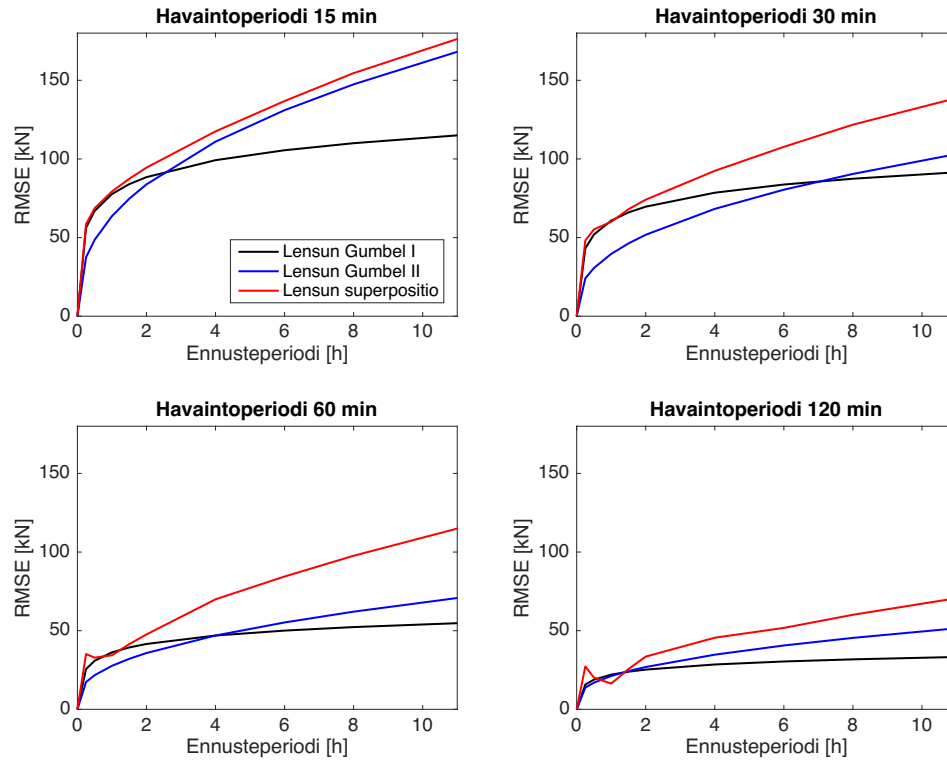 Havaintoperiodi 15 min
RMSE [kN]
150
100
50
0
Lensun Gumbel I
Lensun Gumbel II
Lensun superpositio
0 2 4 6 8 10
Ennusteperiodi [h]
Havaintoperiodi 30 min
RMSE [kN]
150
100
50
0
0 2 4 6 8 10
Ennusteperiodi [h]
Havaintoperiodi 60 min
RMSE [kN]
150
100
50
0
0 2 4 6 8 10
Ennusteperiodi [h]
Havaintoperiodi 120 min
RMSE [kN]
150
100
50
0
0 2 4 6 8 10
Ennusteperiodi [h]